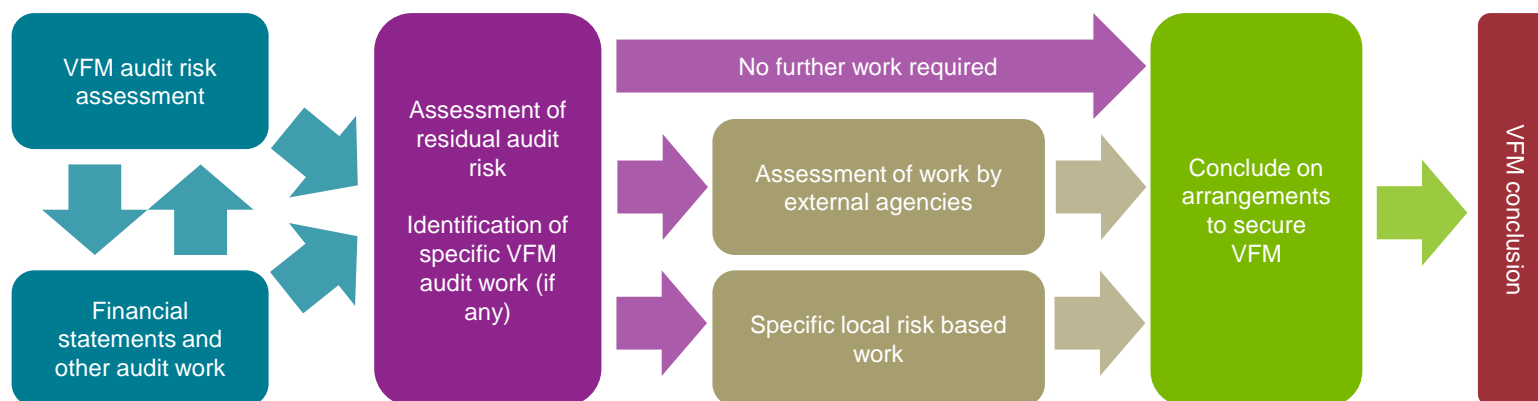 VFM audit risk
assessment
Financial
statements and
other audit work
Assessment of
residual audit
risk
Identification of
specific VFM
audit work (if
any)
No further work required
Assessment of work by
external agencies
Specific local risk based
work
Conclude on
arrangements
to secure
VFM
VFM conclusion